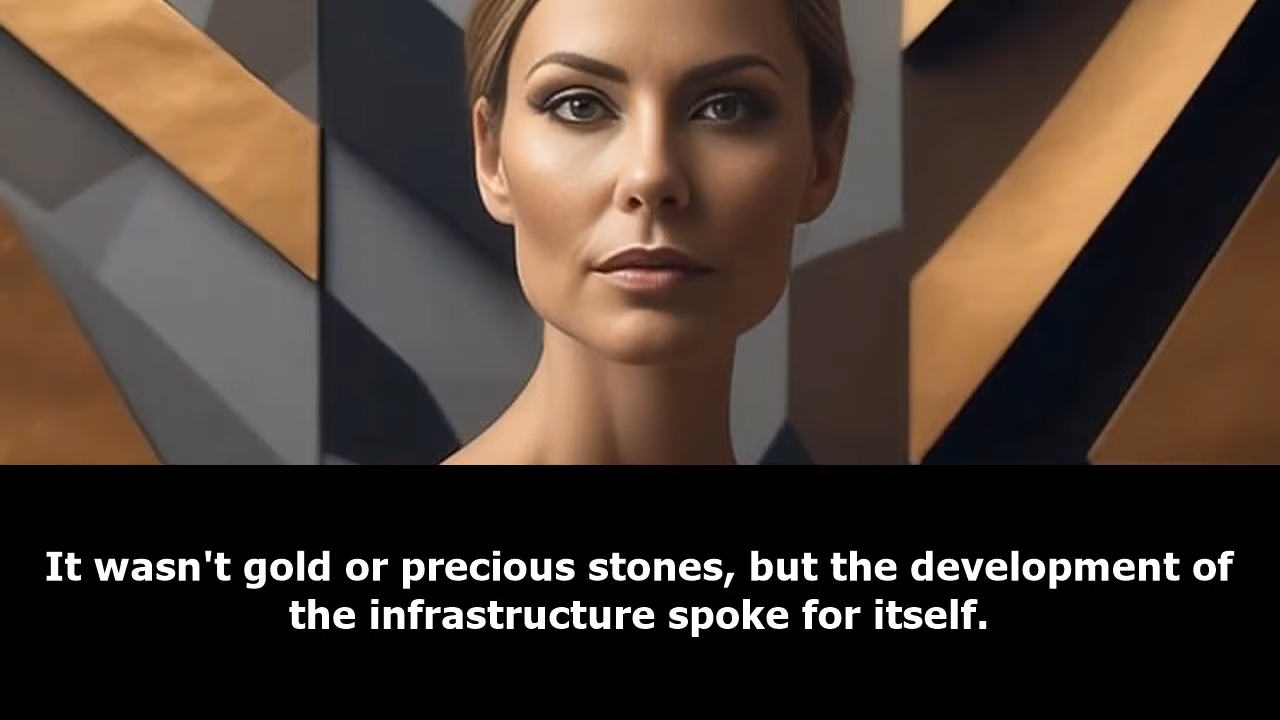 It wasn't gold or precious stones, but the development of
the infrastructure spoke for itself.